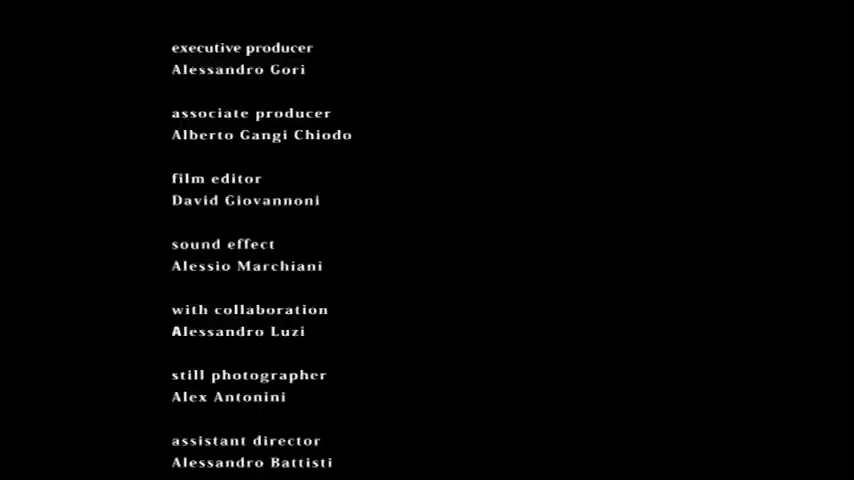 executive producer
Alessandro Gori
associate producer
Alberto Gangi Chiodo
film editor
David Giovannoni
sound effect
Alessio Marchiani
with collaboration
Alessandro Luzi
still photographer
Alex Antonini
assistant director
Alessandro Battisti